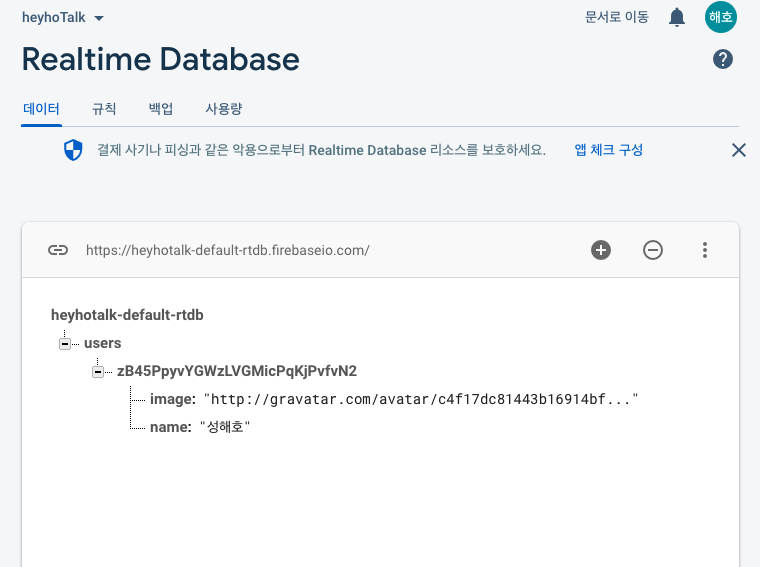 heyhoTalk
문서로 이동
해호
Realtime Database
데이터 규칙 백업 사용량
결제 사기나 피싱과 같은 악용으로부터 Realtime Database 리소스를 보호하세요. 앱 체크 구성
https://heyhotalk-default-rtdb.firebaseio.com/
heyhotalk-default-rtdb
users
zB45PpyvYGWzLVGMicPqKjPvfvN2
image: "http://gravatar.com/avatar/c4f17dc81443b16914bf..."
name: "성해호"